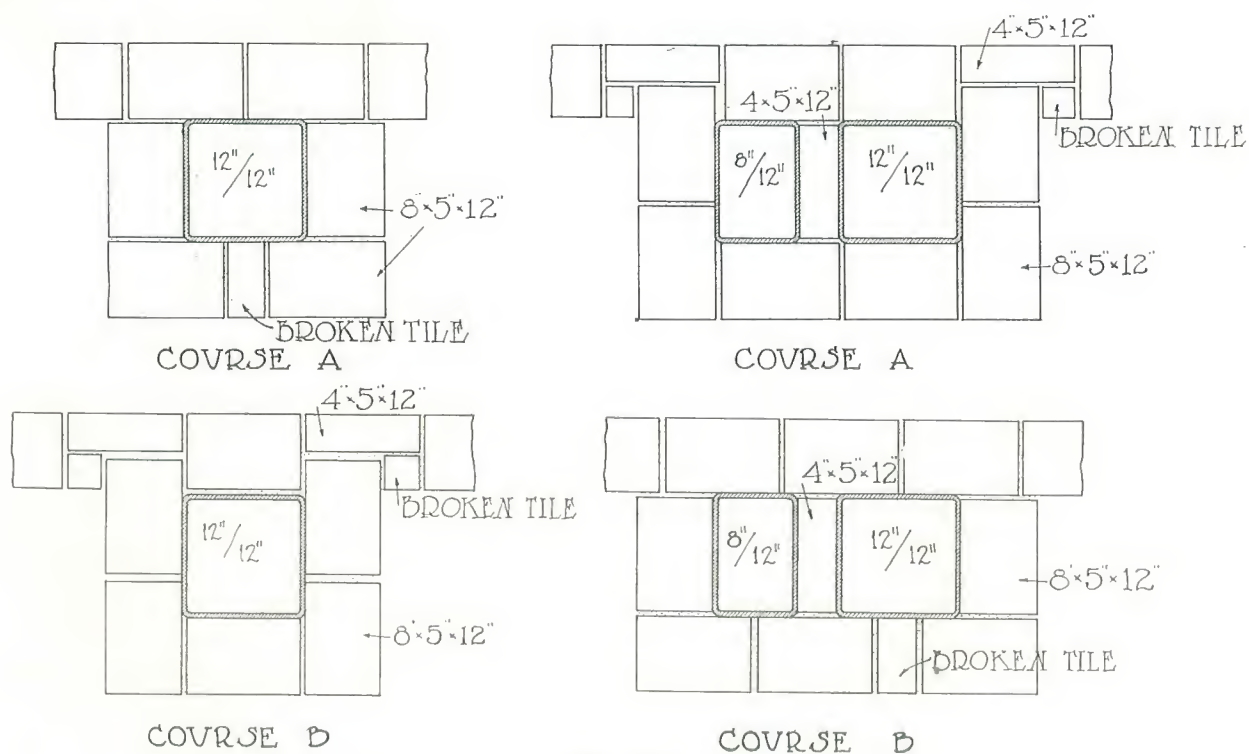 12"/12"
8"×5"×12"
BROKEN TILE
COURSE A
4"×5"×12"
4"×5"×12"
8"/12"
12"/12"
BROKEN TILE
8"×5"×12"
COURSE A
4"×5"×12"
12"/12"
BROKEN TILE
8"×5"×12"
COURSE B
4"×5"×12"
8"/12"
12"/12"
8"×5"×12"
BROKEN TILE
COURSE B